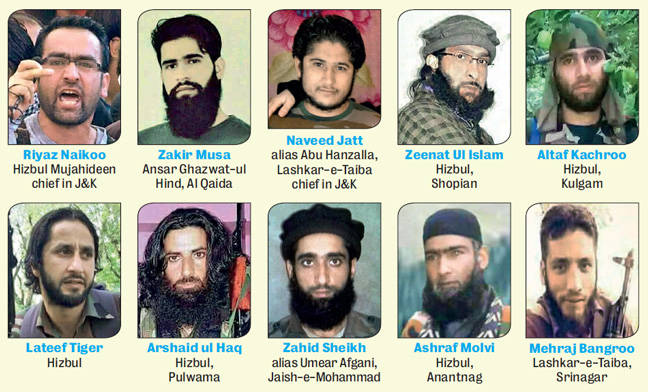 Riyaz Naikoo
Hizbul Mujahideen
chief in J&K
Zakir Musa
Ansar Ghazwat-ul
Hind, Al Qaida
Naveed Jatt
alias Abu Hanzalla,
Lashkar-e-Taiba
chief in J&K
Zeenat Ul Islam
Hizbul,
Shopian
Altaf Kachroo
Hizbul,
Kulgam
Lateef Tiger
Hizbul
Arshaid ul Haq
Hizbul,
Pulwama
Zahid Sheikh
alias Umear Afgani,
Jaish-e-Mohammad
Ashraf Molvi
Hizbul,
Anantnag
Mehraj Bangroo
Lashkar-e-Taiba,
Srinagar